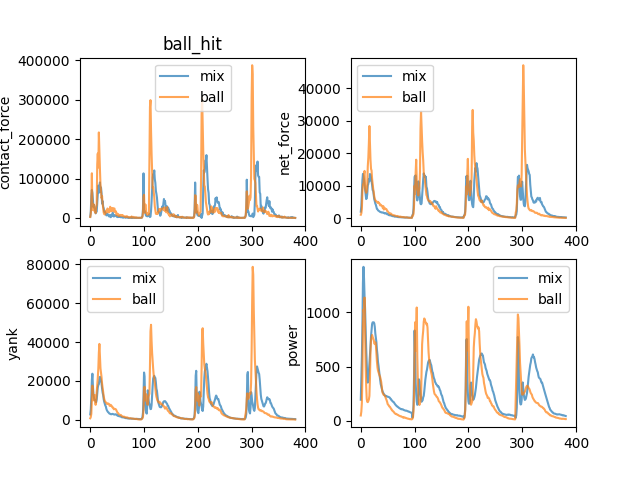 ball_hit
contact_force
400000
300000
200000
100000
0
0
100
200
300
400
mix
ball
net_force
40000
30000
20000
10000
0
0
100
200
300
400
mix
ball
yank
80000
60000
40000
20000
0
0
100
200
300
400
mix
ball
power
1000
500
0
0
100
200
300
400
mix
ball